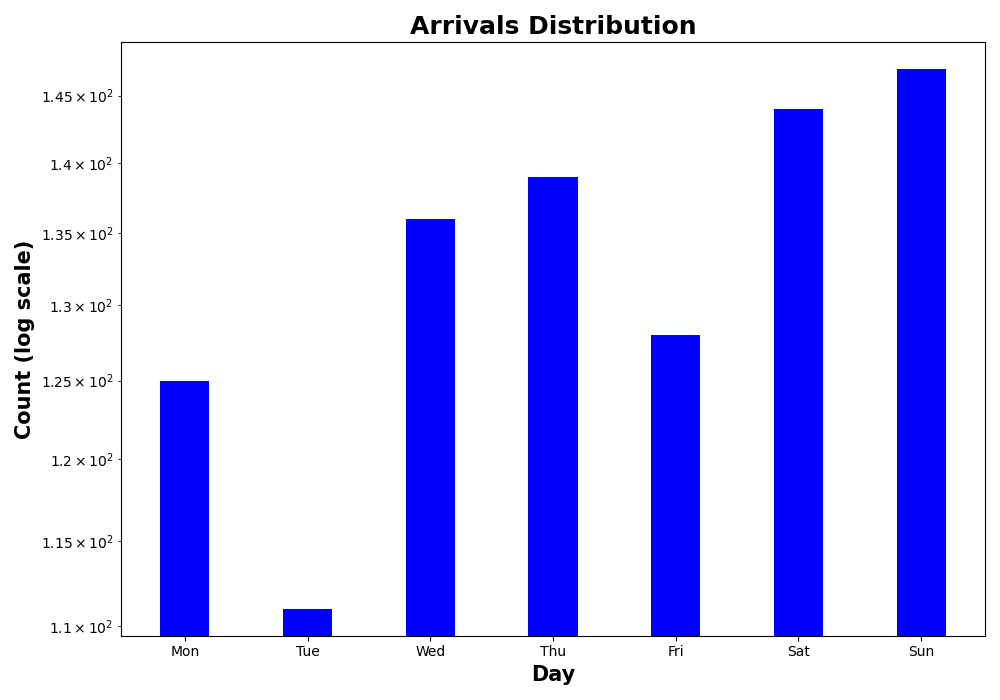 Arrivals Distribution
Count (log scale)
1.45 × 10²
1.4 × 10²
1.35 × 10²
1.3 × 10²
1.25 × 10²
1.2 × 10²
1.15 × 10²
1.1 × 10²
Mon Tue Wed Thu Fri Sat Sun
Day